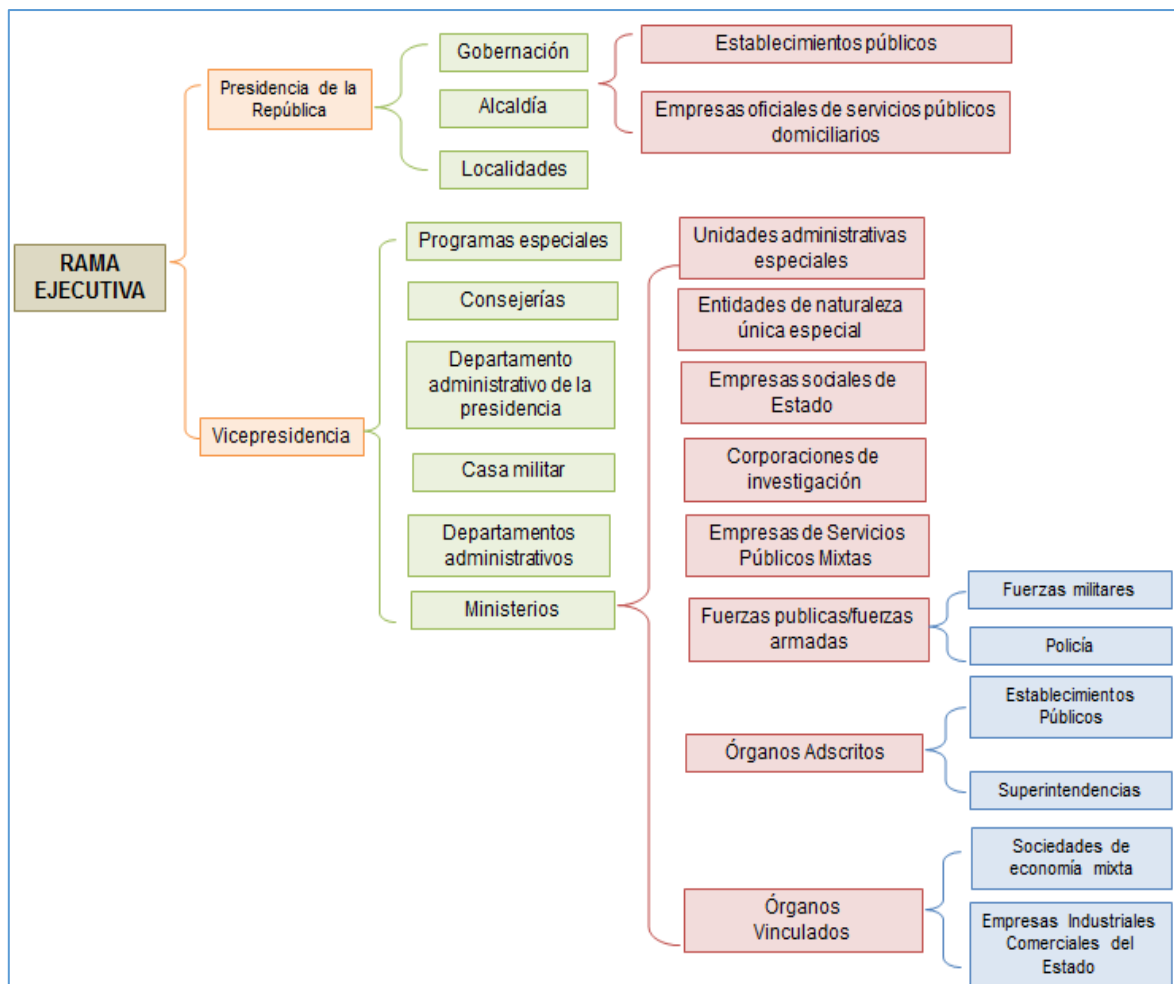 RAMA
EJECUTIVA
Presidencia de la
República
Gobernación
Alcaldía
Localidades
Establecimientos públicos
Empresas oficiales de servicios públicos
domiciliarios
Vicepresidencia
Programas especiales
Consejerías
Departamento
administrativo de la
presidencia
Casa militar
Departamentos
administrativos
Ministerios
Unidades administrativas
especiales
Entidades de naturaleza
única especial
Empresas sociales de
Estado
Corporaciones de
investigación
Empresas de Servicios
Públicos Mixtas
Fuerzas publicas/fuerzas
armadas
Fuerzas militares
Policía
Órganos Adscritos
Establecimientos
Públicos
Superintendencias
Órganos
Vinculados
Sociedades de
economía mixta
Empresas Industriales
Comerciales del
Estado